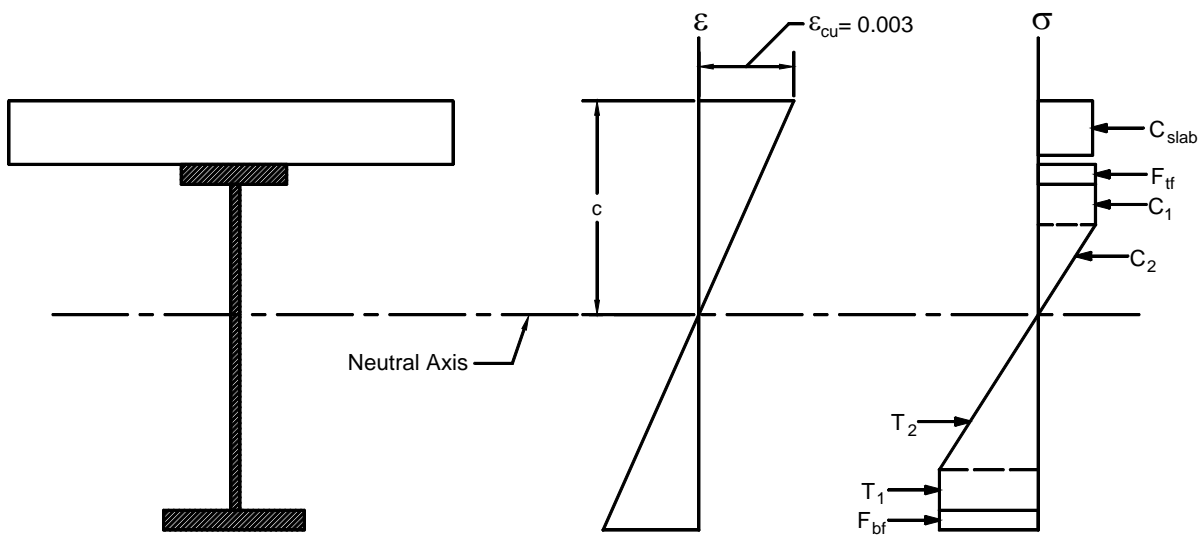 ε
ε_cu = 0.003
σ
C_slab
F_tf
C_1
c
C_2
Neutral Axis
T_2
T_1
F_bf